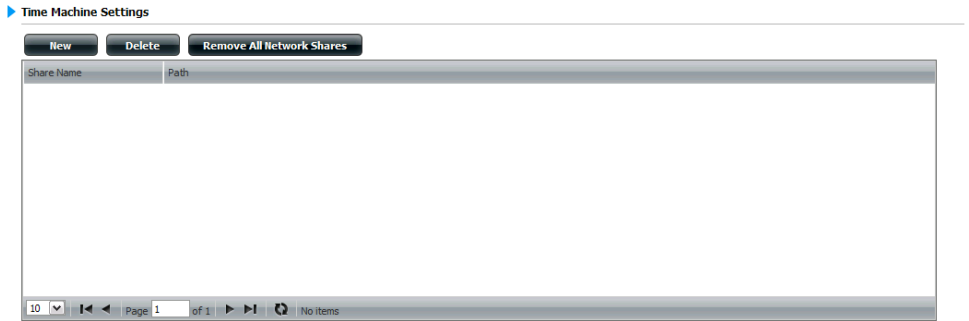 Time Machine Settings
New Delete Remove All Network Shares
Share Name Path
10 Page 1 of 1 No items